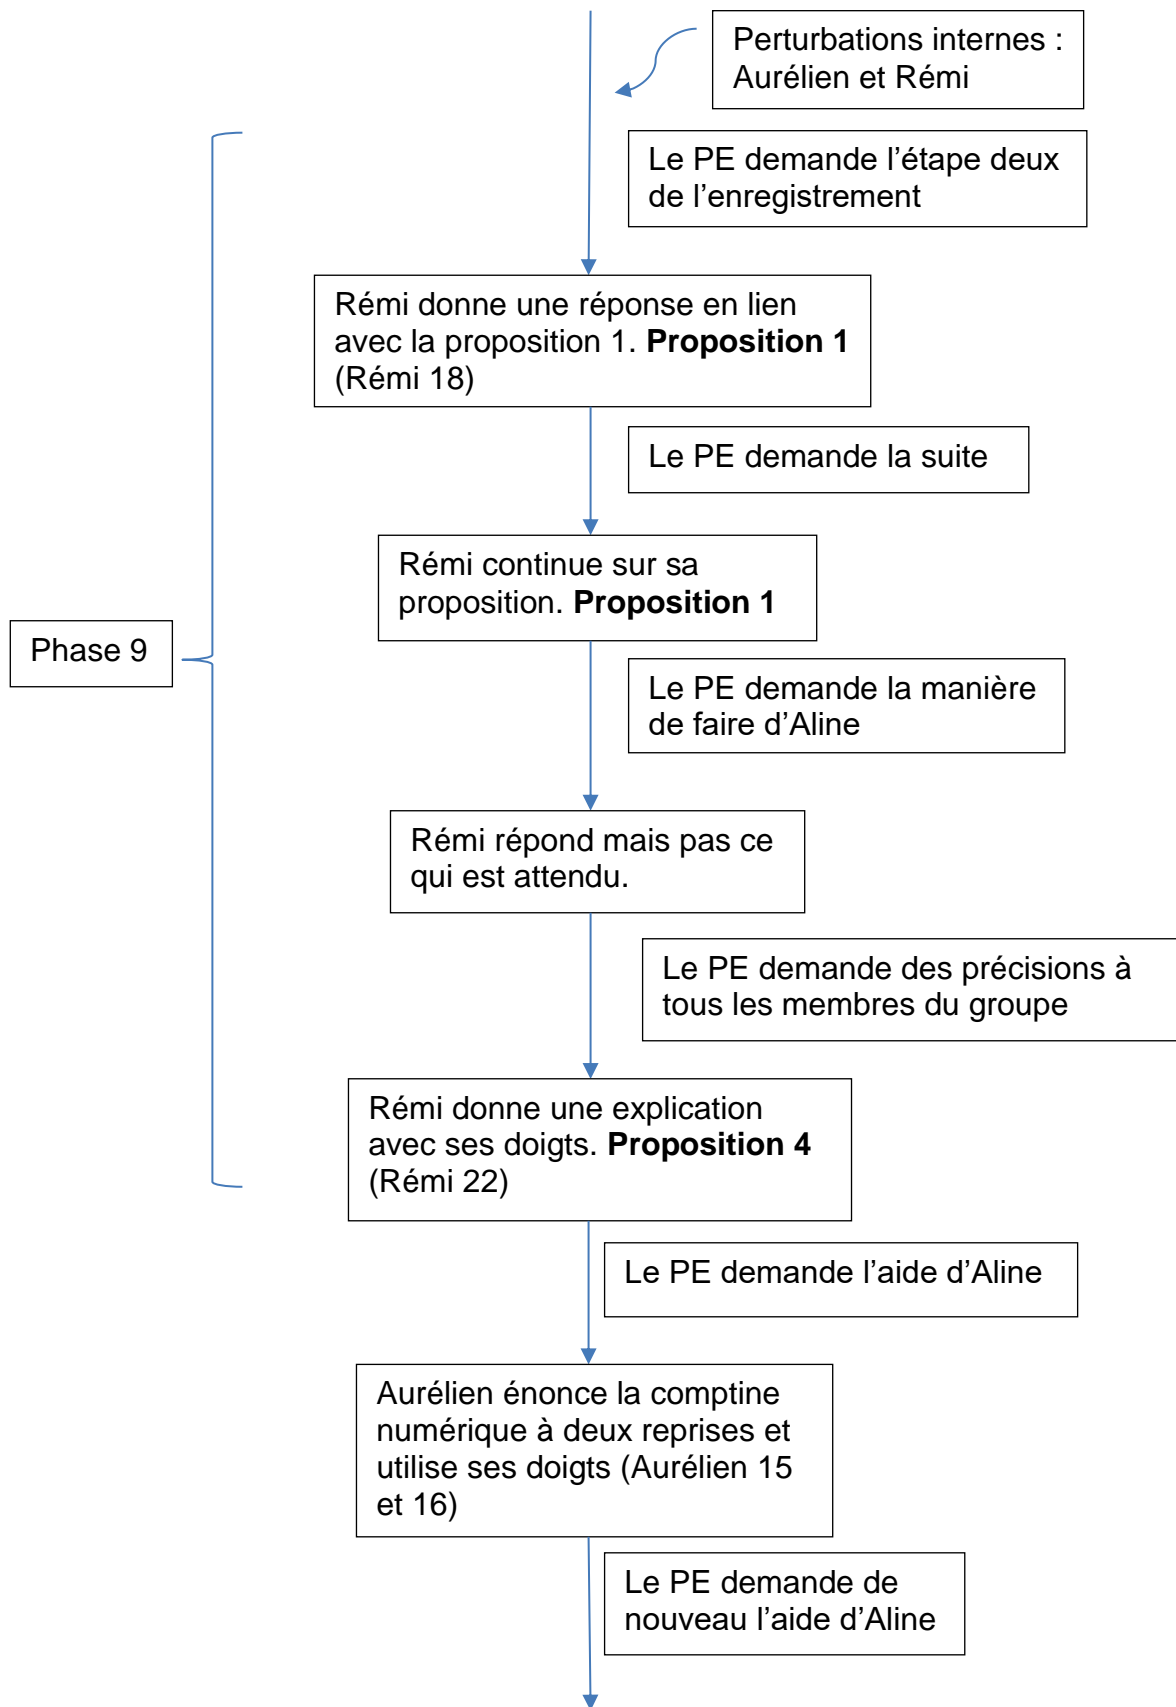 Perturbations internes :
Aurélien et Rémi
Le PE demande l’étape deux
de l’enregistrement
Rémi donne une réponse en lien
avec la proposition 1. Proposition 1
(Rémi 18)
Le PE demande la suite
Rémi continue sur sa
proposition. Proposition 1
Phase 9
Le PE demande la manière
de faire d’Aline
Rémi répond mais pas ce
qui est attendu.
Le PE demande des précisions à
tous les membres du groupe
Rémi donne une explication
avec ses doigts. Proposition 4
(Rémi 22)
Le PE demande l’aide d’Aline
Aurélien énonce la comptine
numérique à deux reprises et
utilise ses doigts (Aurélien 15
et 16)
Le PE demande de
nouveau l’aide d’Aline